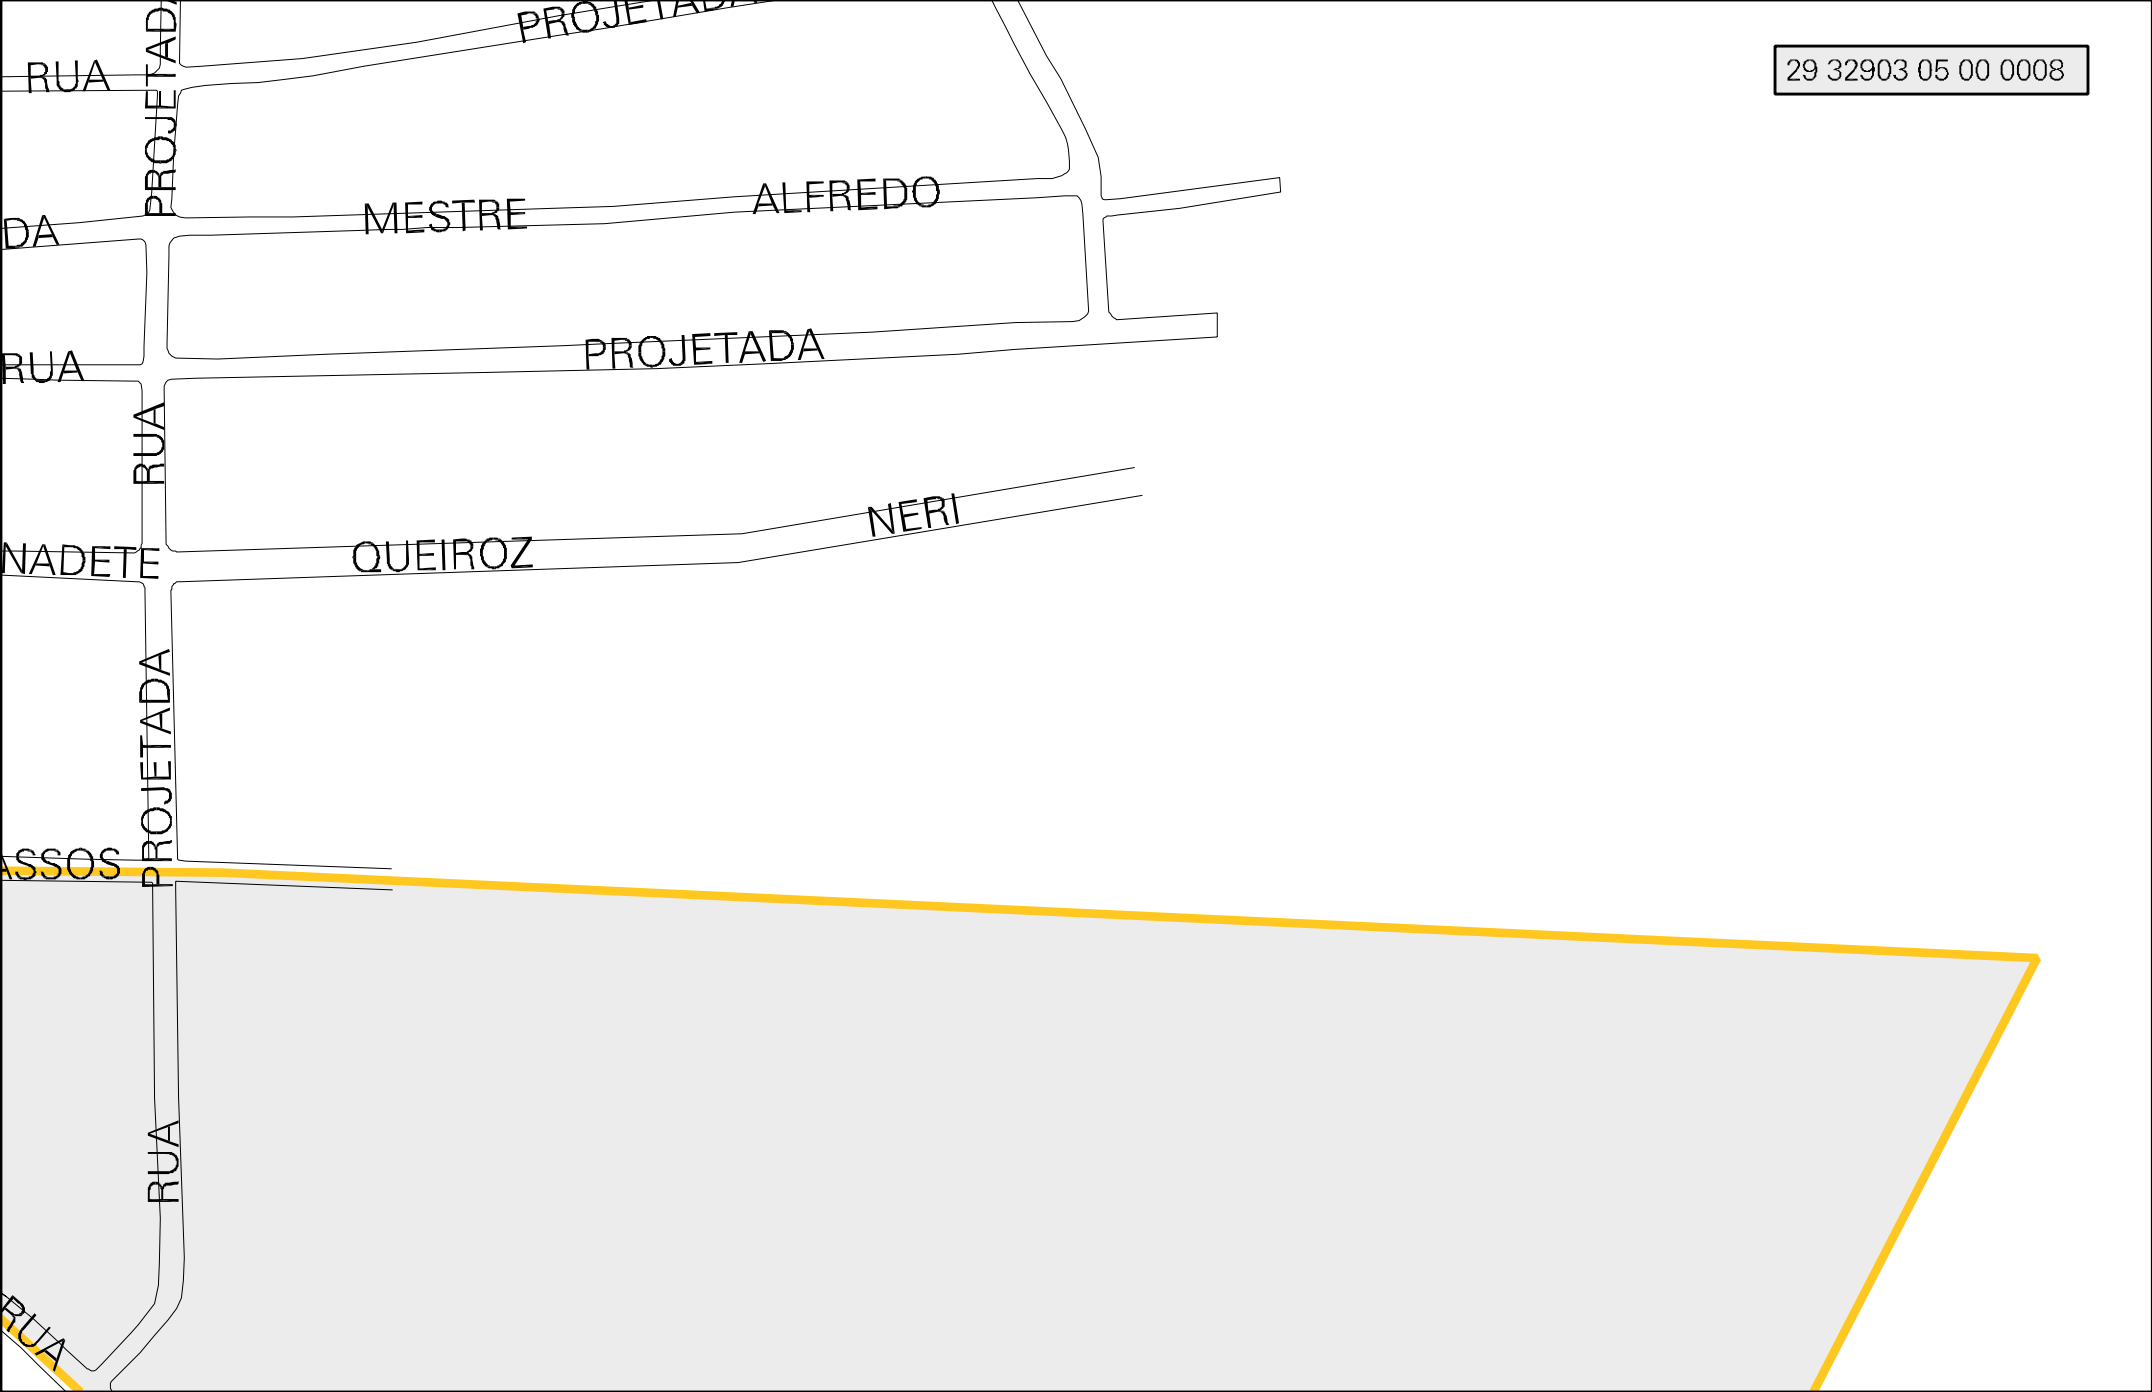 PROJETADA
PROJETADA
RUA
29 32903 05 00 0008
MESTRE ALFREDO
DA
PROJETADA
RUA
RUA
NERI
NADETE QUEIROZ
PROJETADA
ASSOS
RUA
RUA